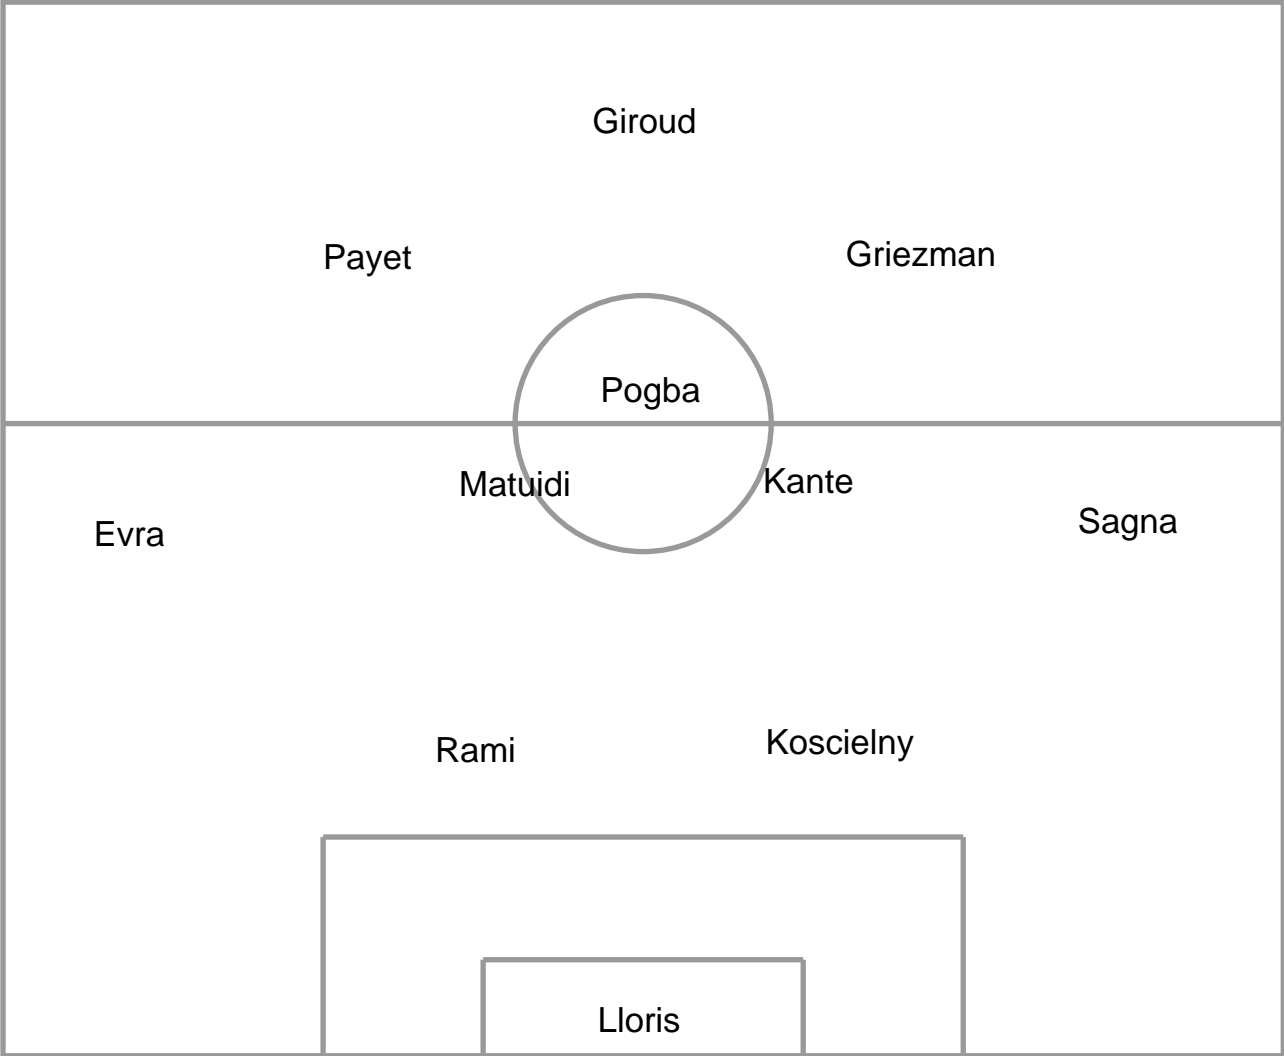 Giroud
Payet
Griezman
Pogba
Matuidi
Kante
Evra
Sagna
Rami
Koscielny
Lloris